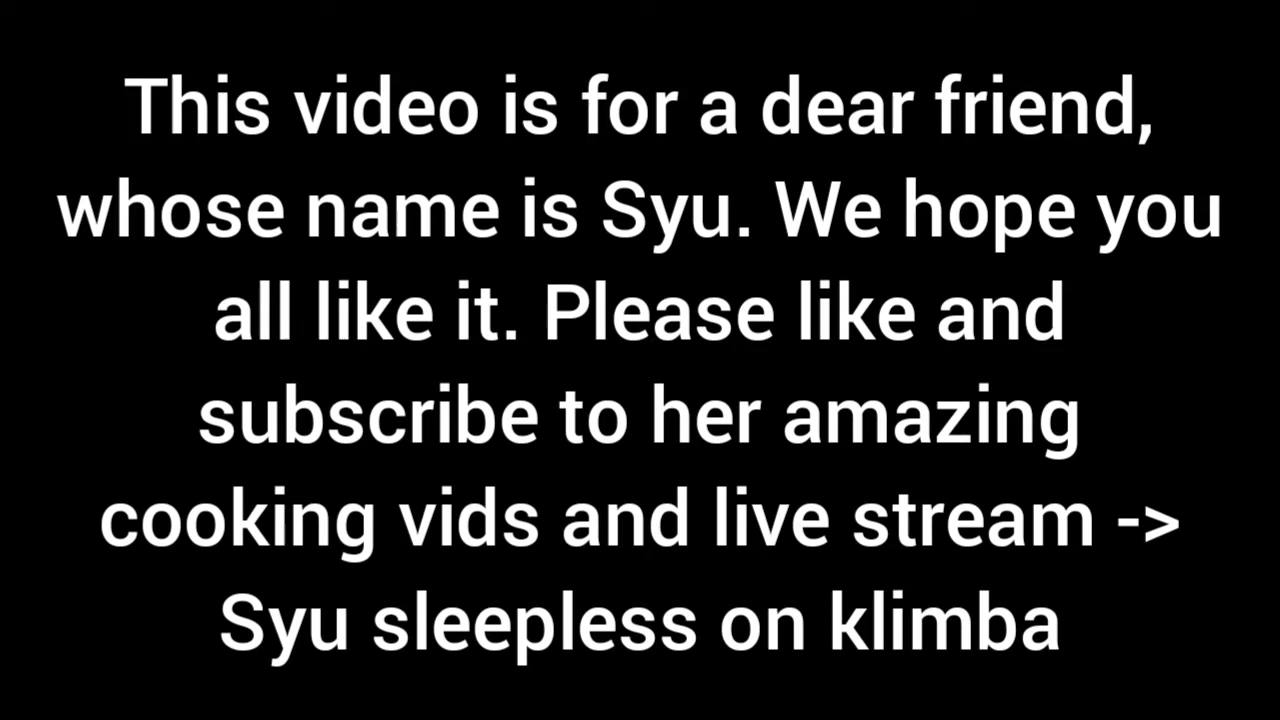 This video is for a dear friend,
whose name is Syu. We hope you
all like it. Please like and
subscribe to her amazing
cooking vids and live stream ->
Syu sleepless on klimba